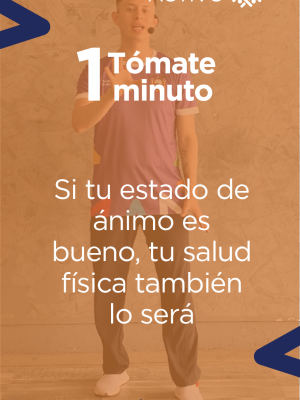 1 Tómate
minuto
Si tu estado de
ánimo es
bueno, tu salud
física también
lo será